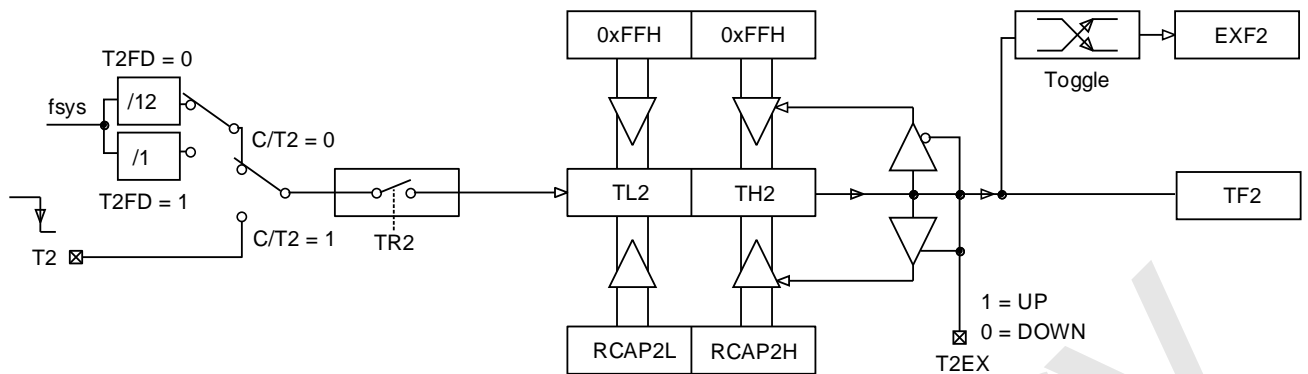 0xFFH 0xFFH
EXF2
T2FD = 0
Toggle
fsys
/12
C/T2 = 0
/1
T2FD = 1
TL2 TH2
TF2
C/T2 = 1
TR2
T2
1 = UP
0 = DOWN
RCAP2L RCAP2H
T2EX